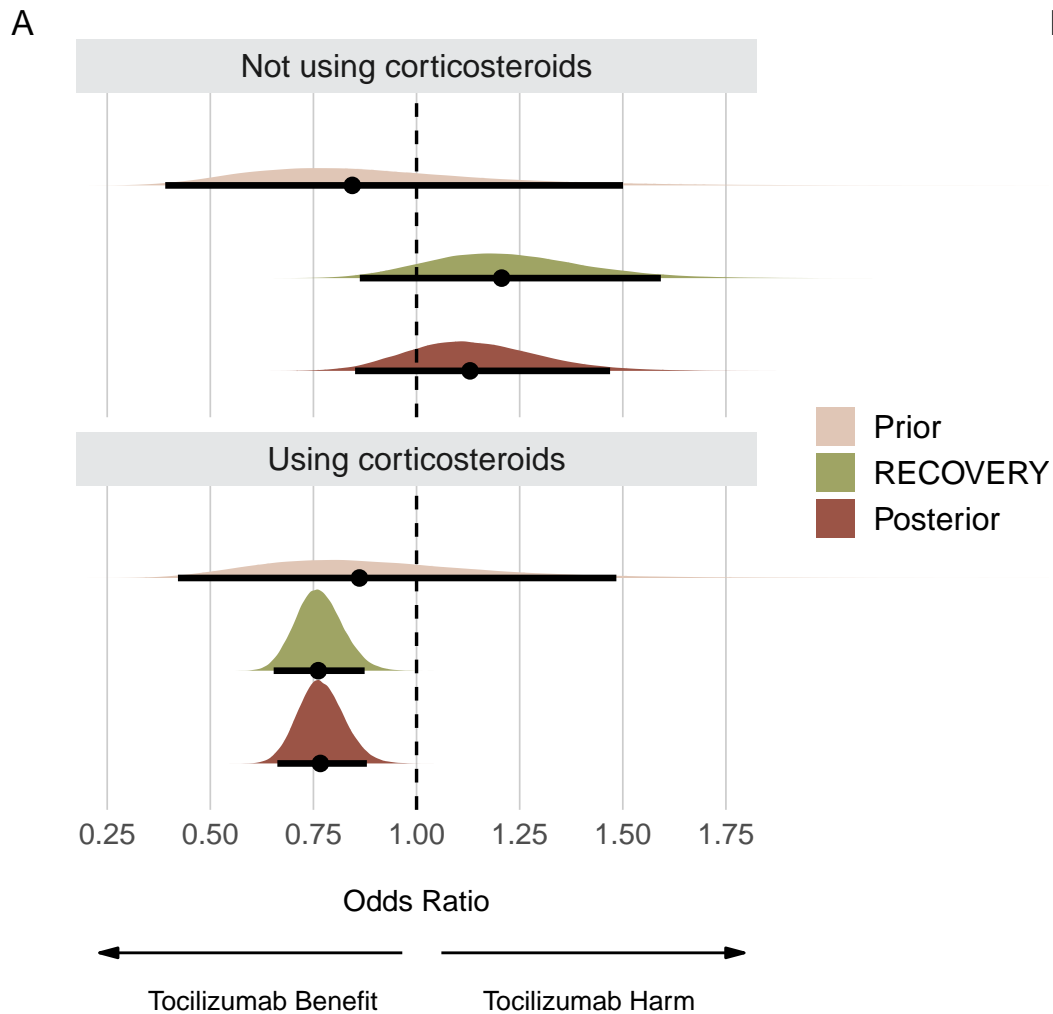 A
Not using corticosteroids
Prior
RECOVERY
Posterior
Using corticosteroids
0.25 0.50 0.75 1.00 1.25 1.50 1.75
Odds Ratio
Tocilizumab Benefit Tocilizumab Harm